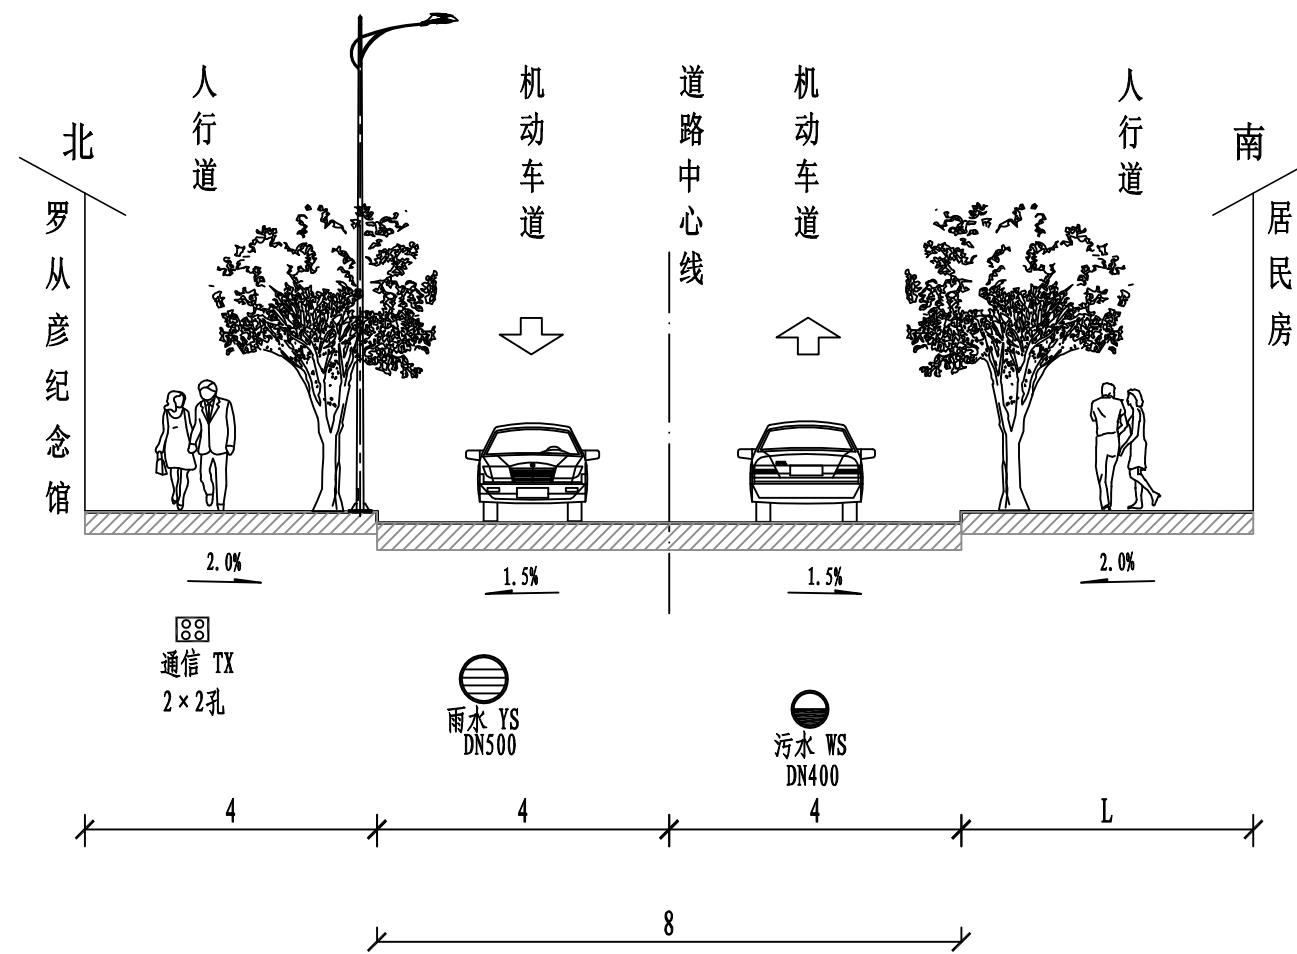 北
人行道
机动车道
道路中心线
机动车道
人行道
南
罗从彦纪念馆
居民房
2.0%
1.5%
1.5%
2.0%
通信 TX
2×2孔
雨水 YS
DN500
污水 WS
DN400
4
4
4
L
8